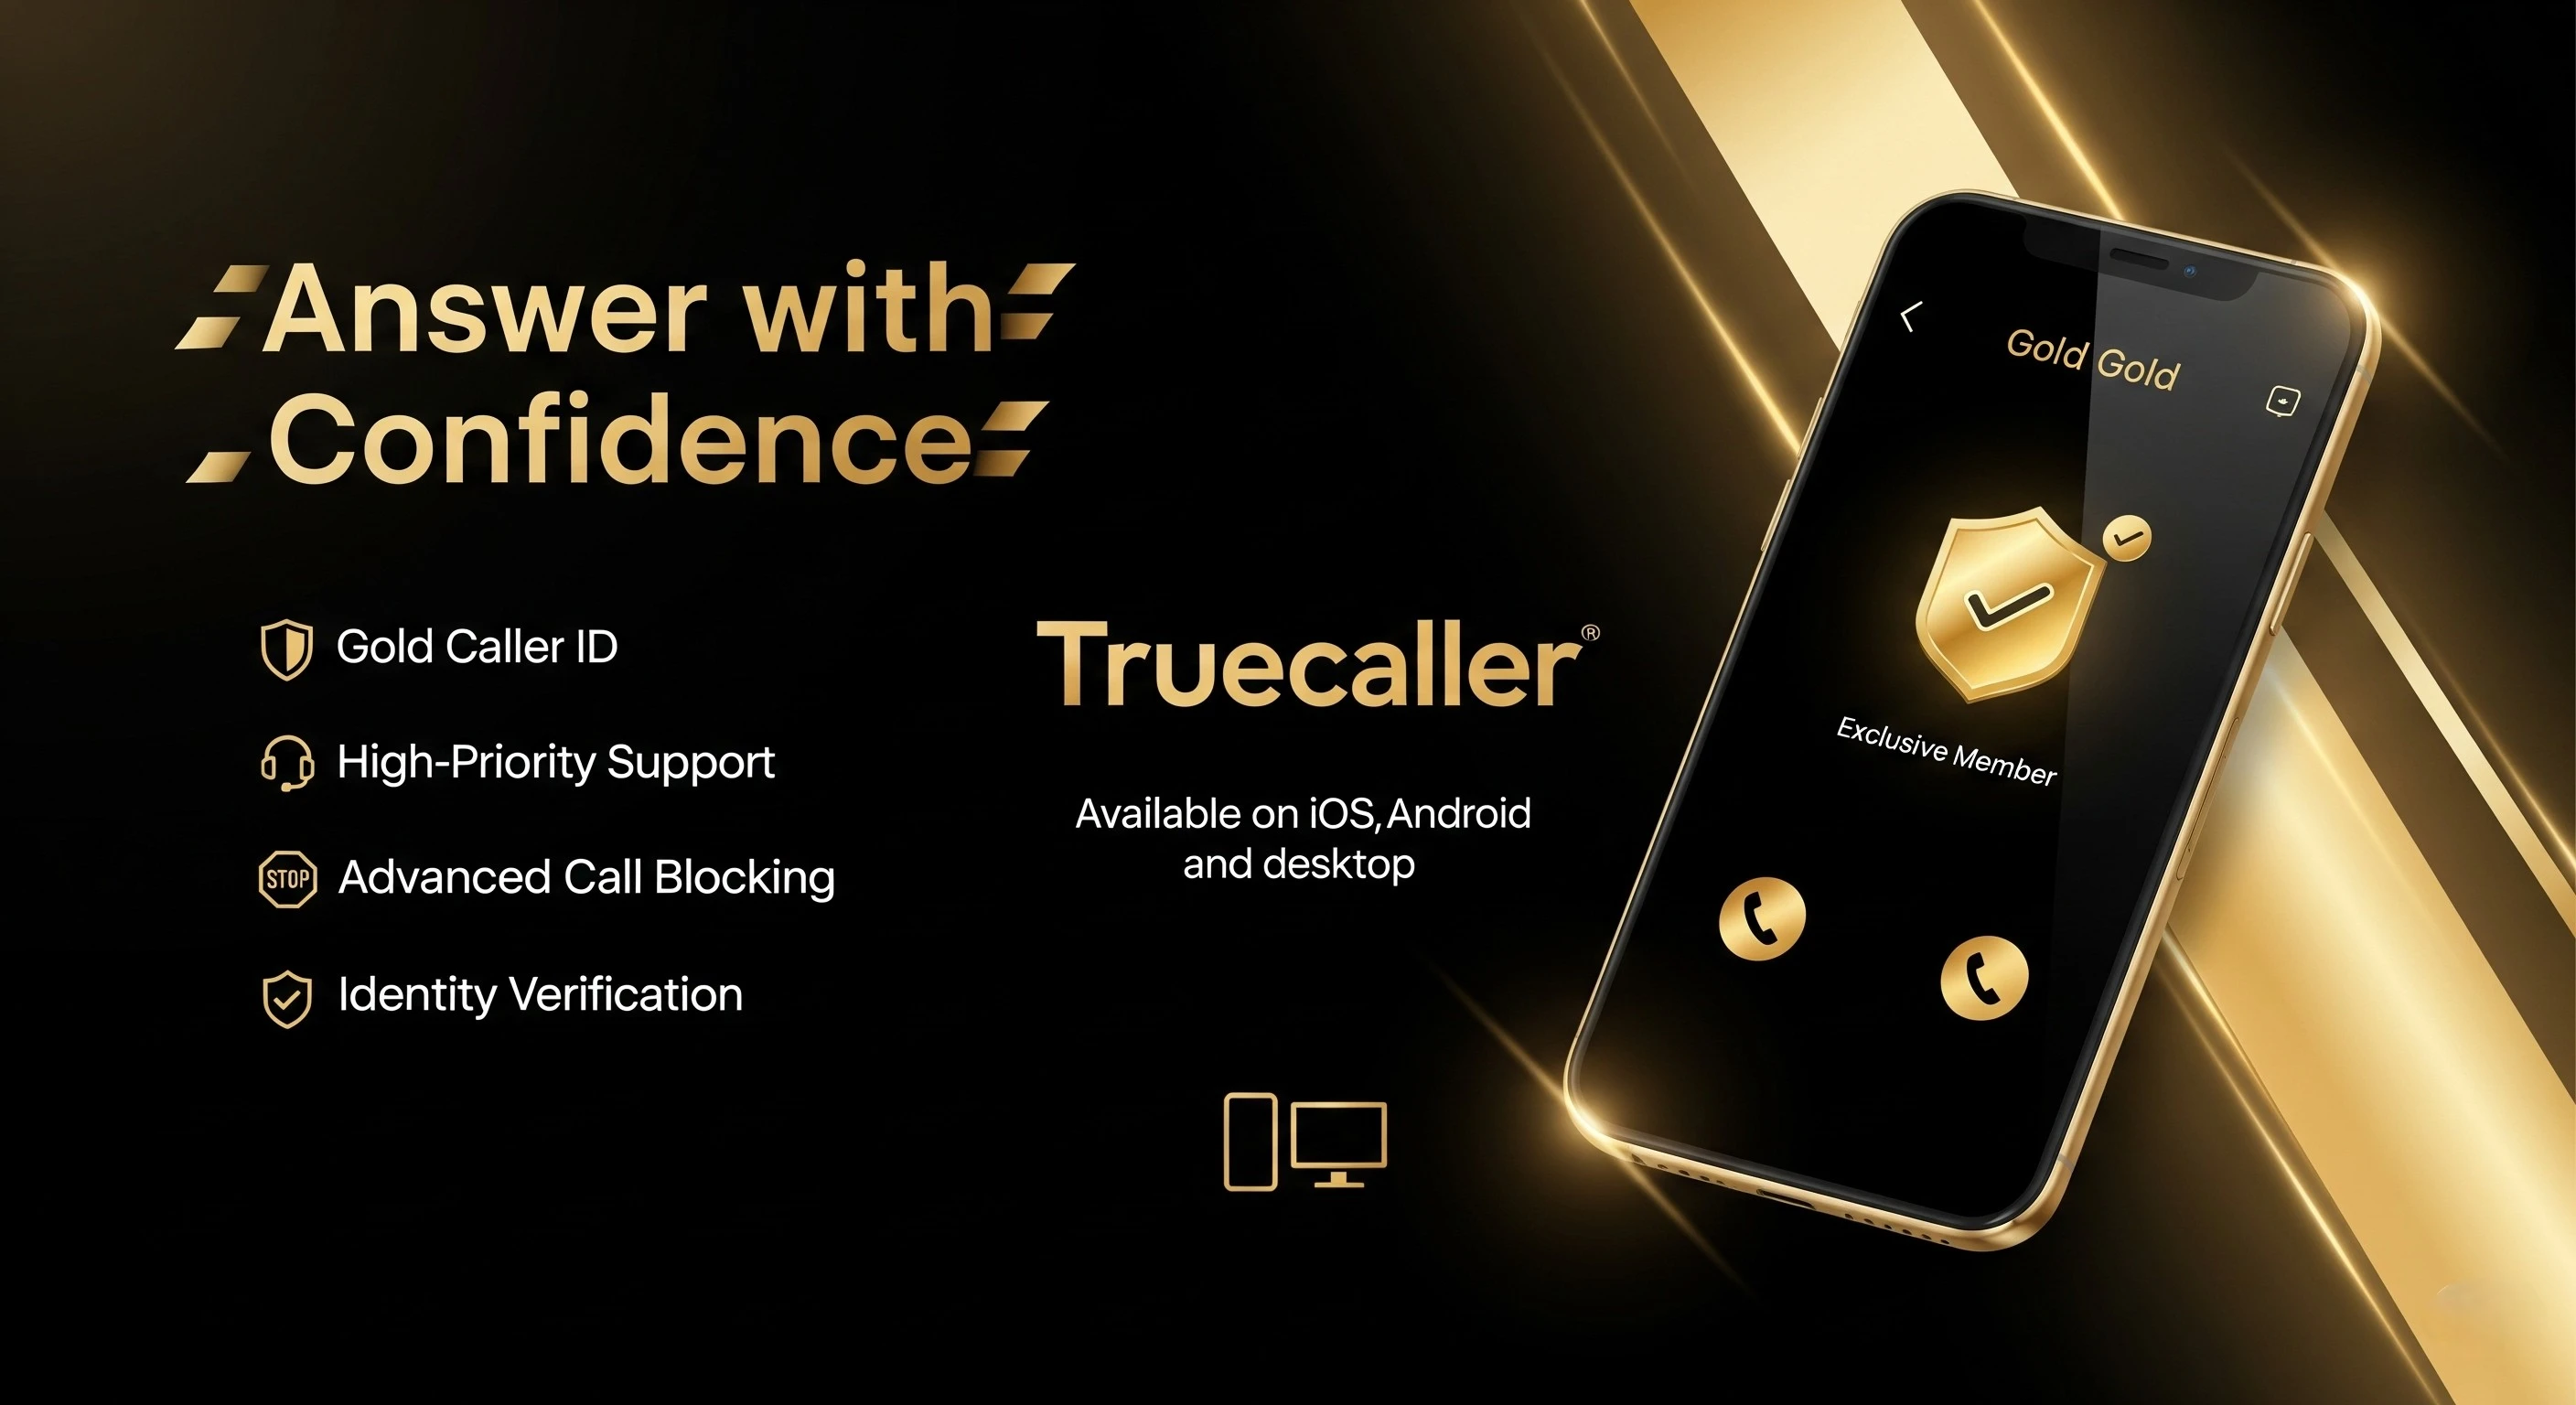 Answer with
Confidence
Gold Caller ID
High-Priority Support
STOP
Advanced Call Blocking
Identity Verification
Truecaller®
Available on iOS, Android
and desktop
Gold Gold
Exclusive Member